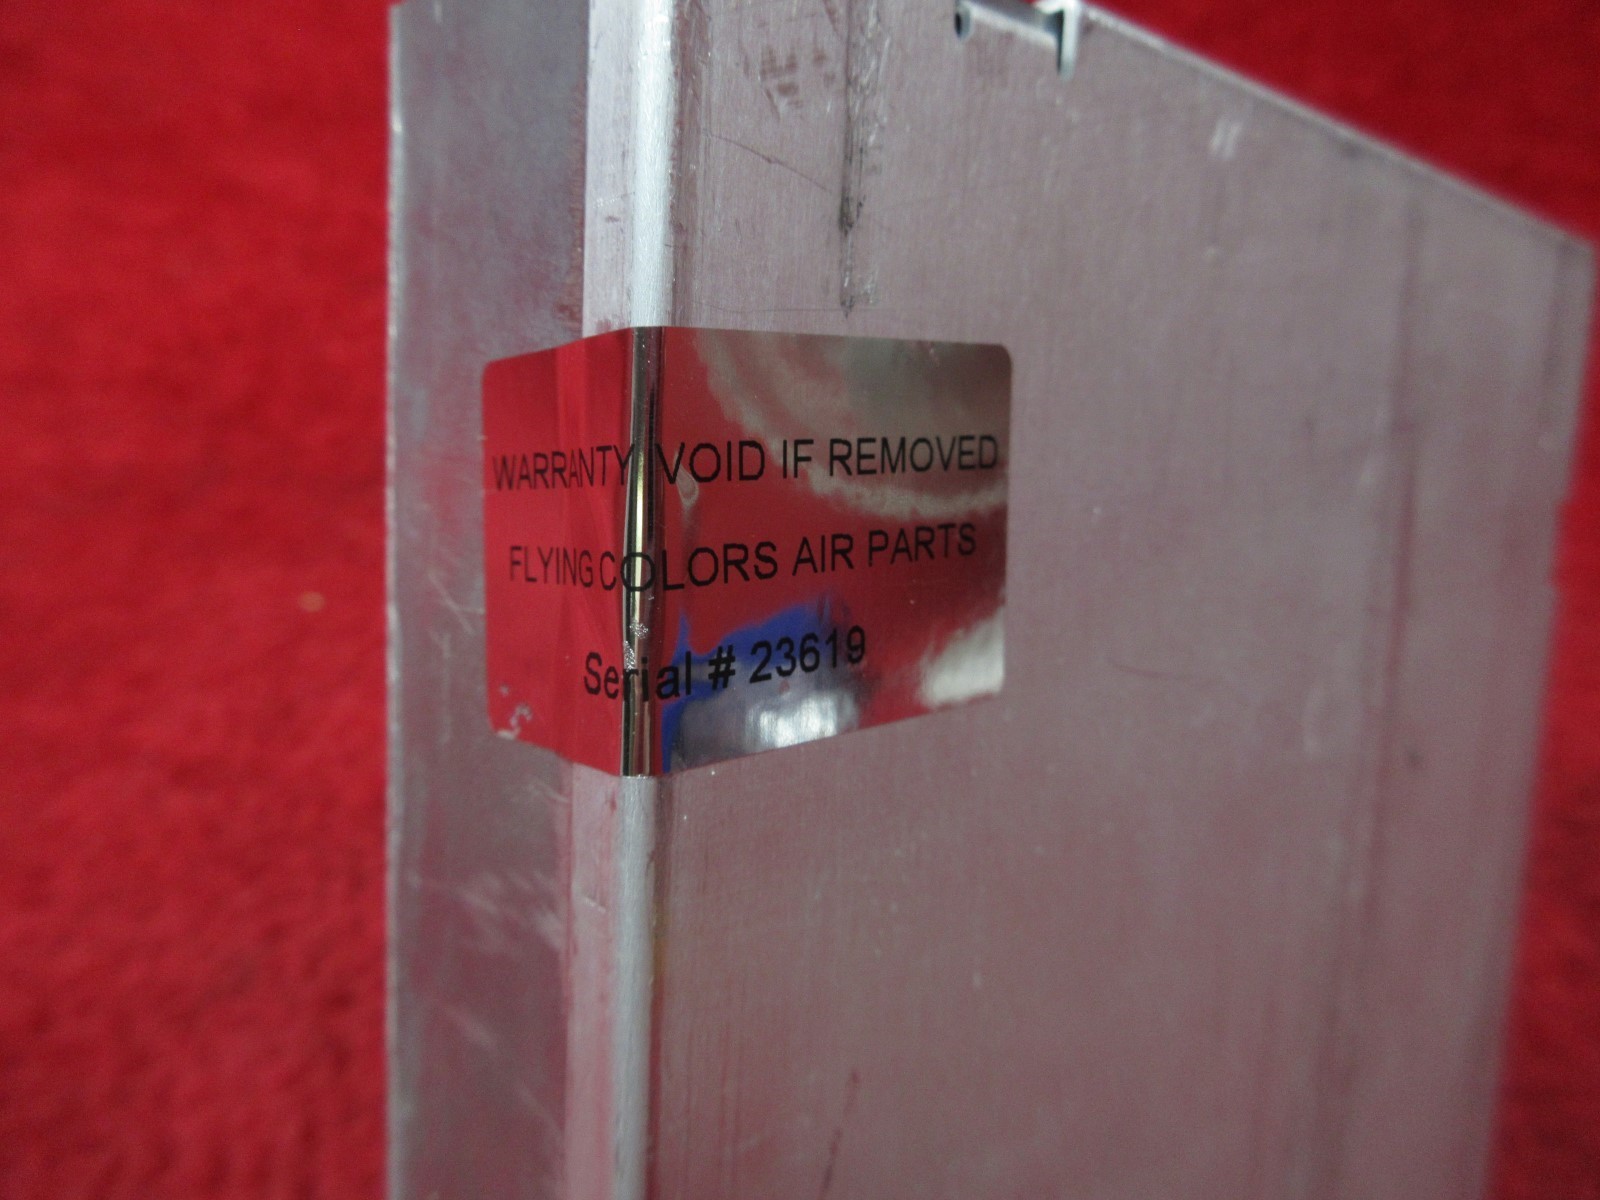 WARRANTY VOID IF REMOVED
FLYING COLORS AIR PARTS
Serial # 23619